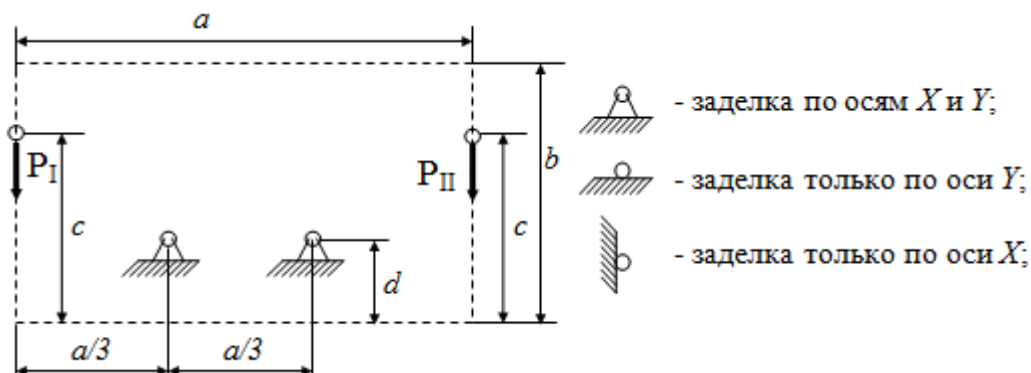 a
- заделка по осям X и Y;
P_I
P_II
b
- заделка только по оси Y;
c
c
d
- заделка только по оси X;
a/3
a/3